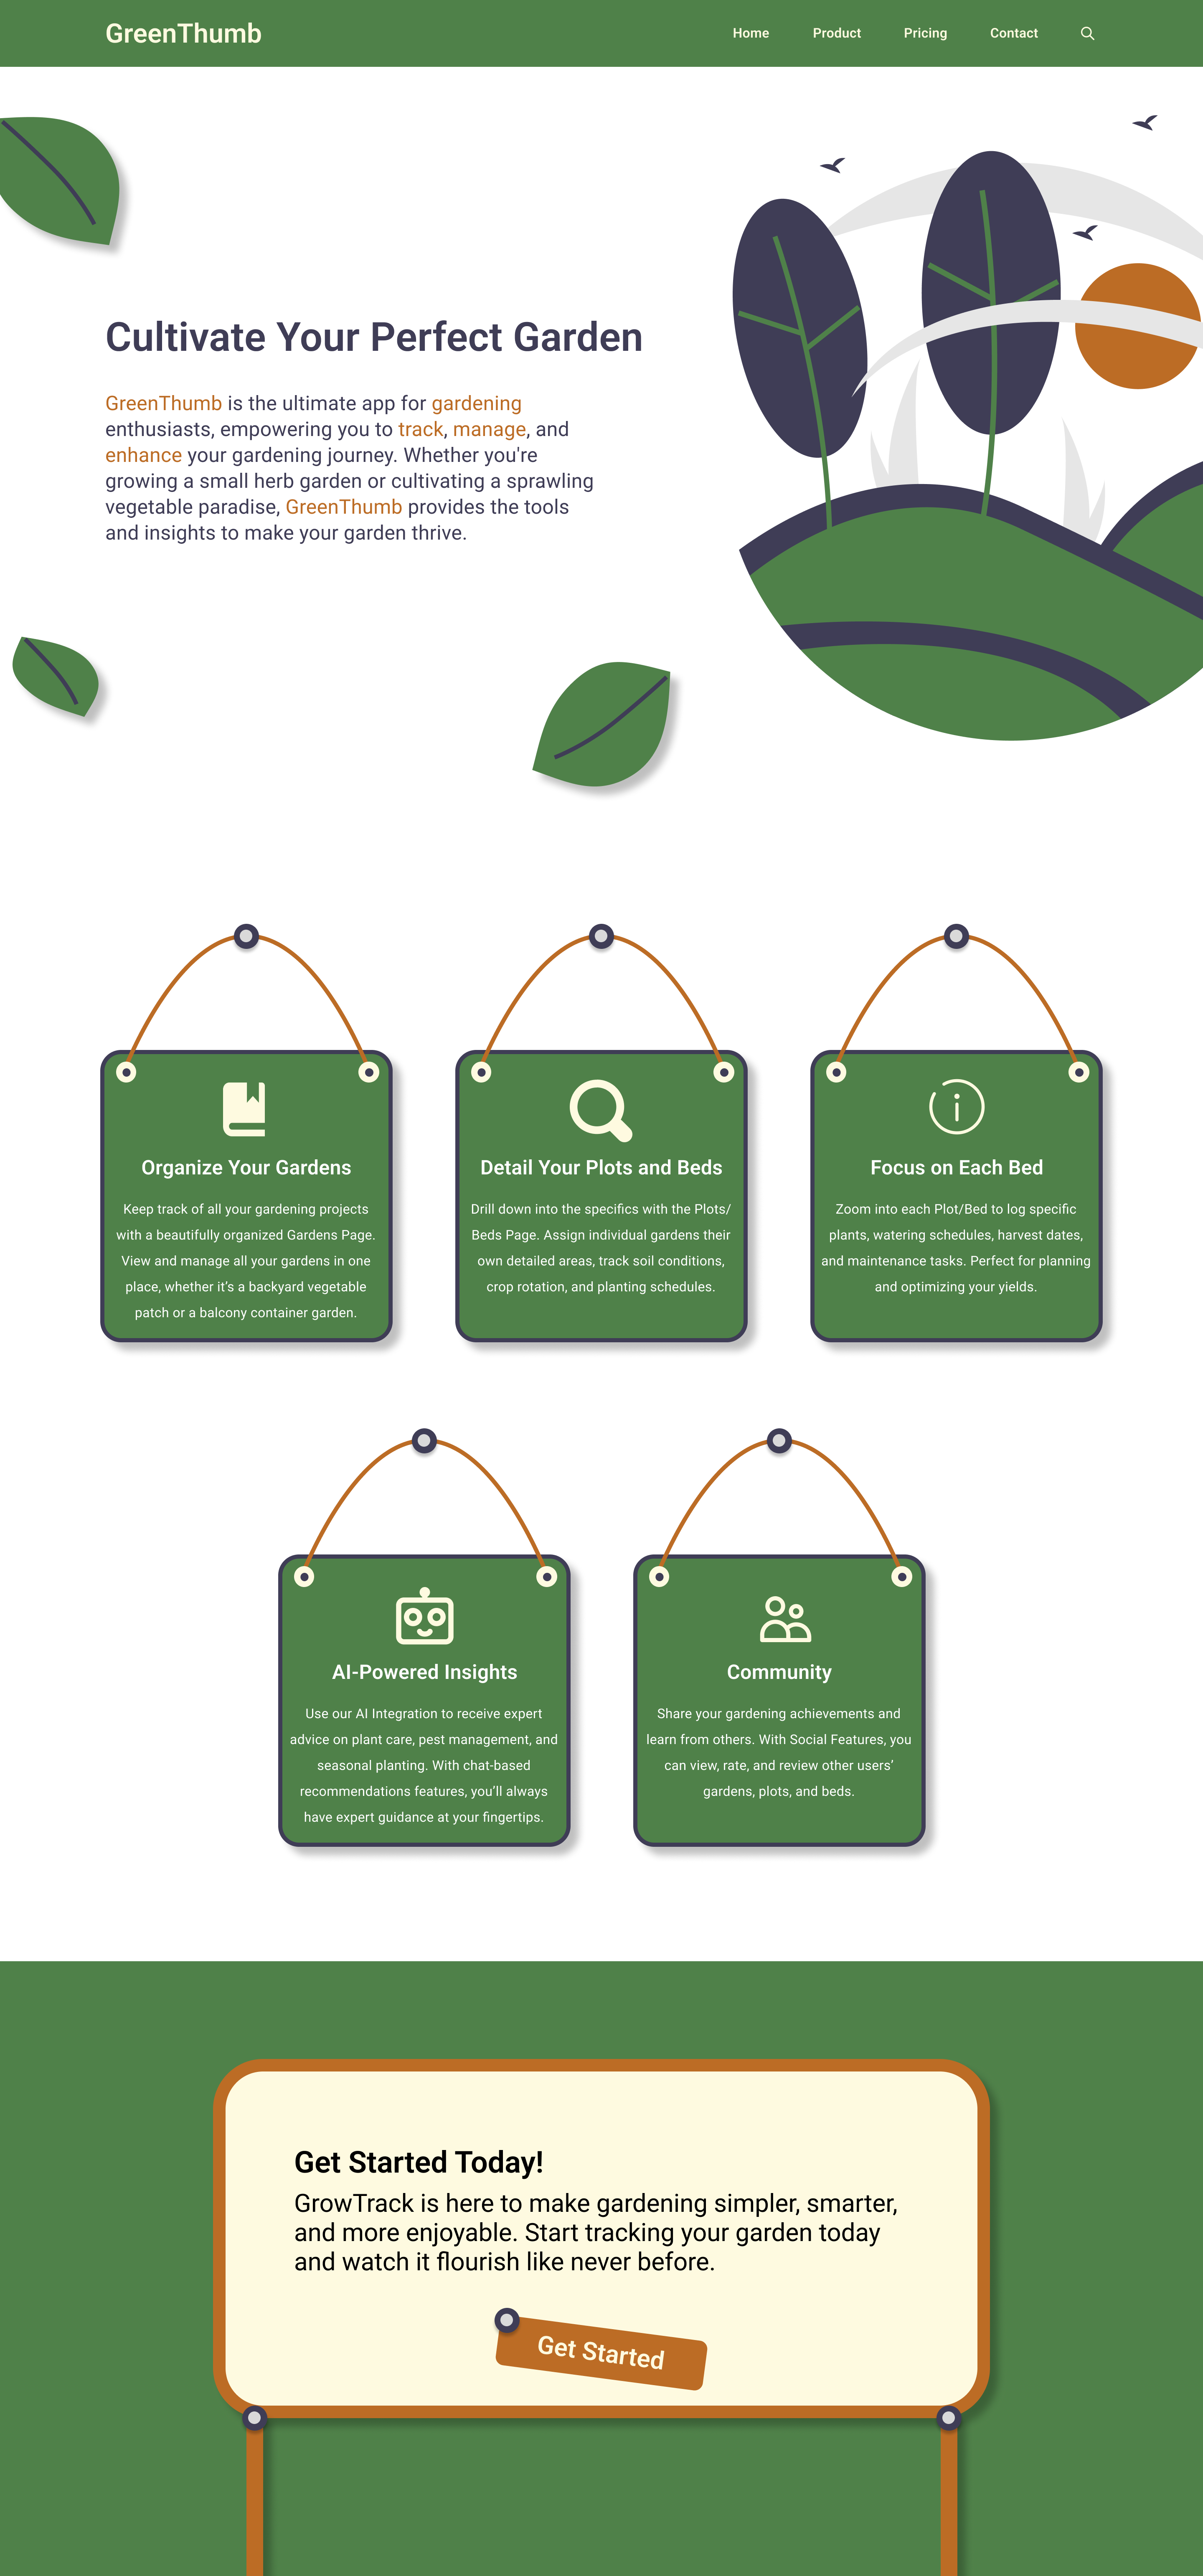 GreenThumb
Home Product Pricing Contact
Cultivate Your Perfect Garden
GreenThumb is the ultimate app for gardening
enthusiasts, empowering you to track, manage, and
enhance your gardening journey. Whether you're
growing a small herb garden or cultivating a sprawling
vegetable paradise, GreenThumb provides the tools
and insights to make your garden thrive.
Organize Your Gardens
Keep track of all your gardening projects
with a beautifully organized Gardens Page.
View and manage all your gardens in one
place, whether it’s a backyard vegetable
patch or a balcony container garden.
Detail Your Plots and Beds
Drill down into the specifics with the Plots/
Beds Page. Assign individual gardens their
own detailed areas, track soil conditions,
crop rotation, and planting schedules.
Focus on Each Bed
Zoom into each Plot/Bed to log specific
plants, watering schedules, harvest dates,
and maintenance tasks. Perfect for planning
and optimizing your yields.
AI-Powered Insights
Use our AI Integration to receive expert
advice on plant care, pest management, and
seasonal planting. With chat-based
recommendations features, you’ll always
have expert guidance at your fingertips.
Community
Share your gardening achievements and
learn from others. With Social Features, you
can view, rate, and review other users’
gardens, plots, and beds.
Get Started Today!
GrowTrack is here to make gardening simpler, smarter,
and more enjoyable. Start tracking your garden today
and watch it flourish like never before.
Get Started